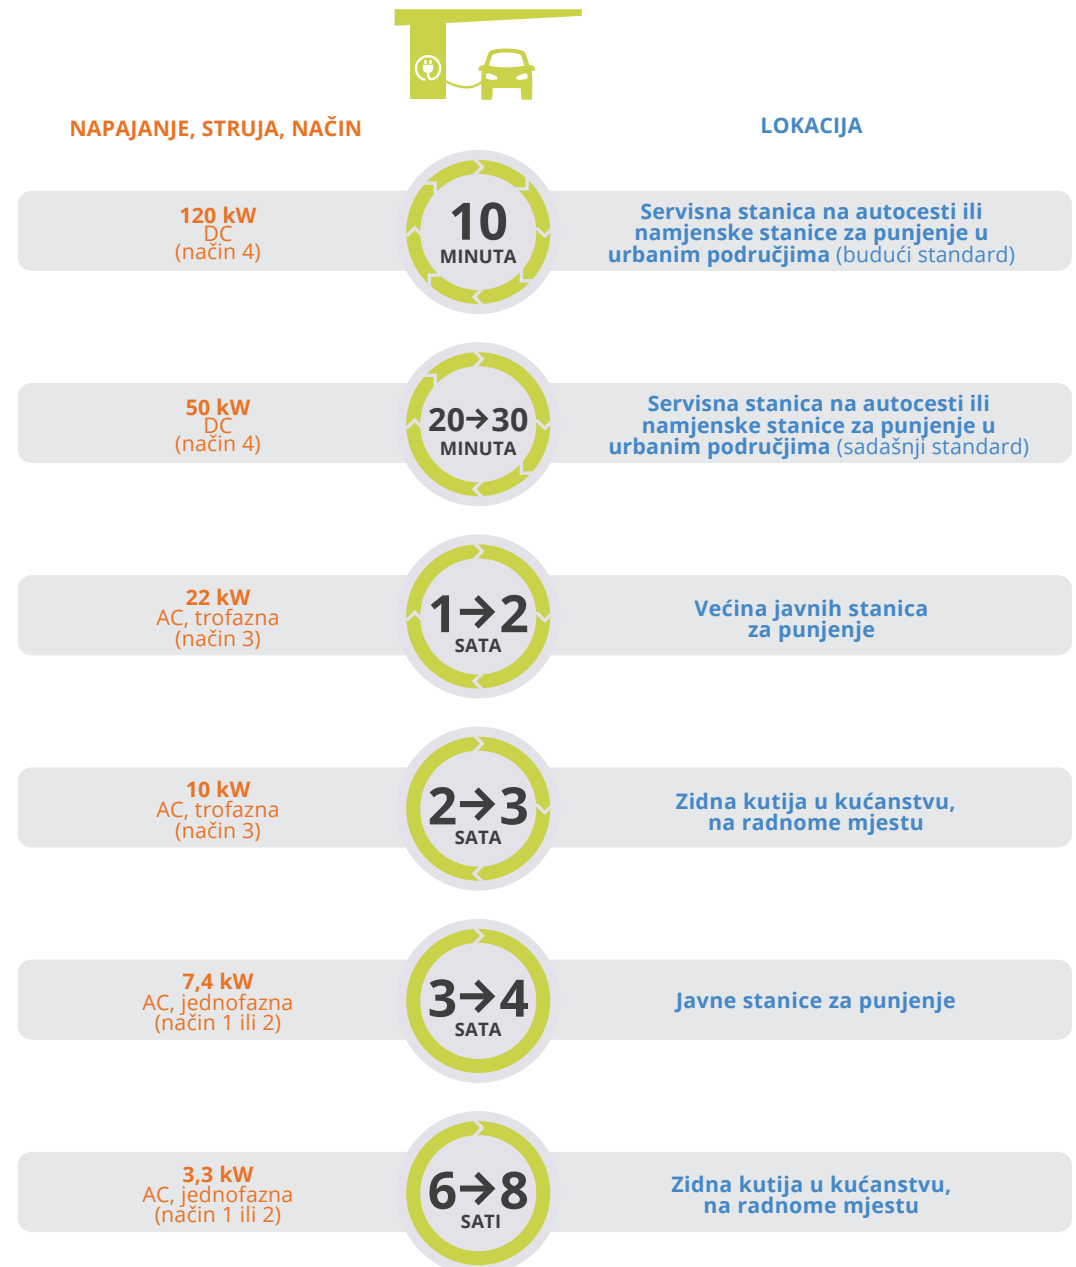 NAPAJANJE, STRUJA, NAČIN
LOKACIJA
120 kW
DC
(način 4)
10
MINUTA
Servisna stanica na autocesti ili
namjenske stanice za punjenje u
urbanim područjima (budući standard)
50 kW
DC
(način 4)
20→30
MINUTA
Servisna stanica na autocesti ili
namjenske stanice za punjenje u
urbanim područjima (sadašnji standard)
22 kW
AC, trofazna
(način 3)
1→2
SATA
Većina javnih stanica
za punjenje
10 kW
AC, trofazna
(način 3)
2→3
SATA
Zidna kutija u kućanstvu,
na radnome mjestu
7,4 kW
AC, jednofazna
(način 1 ili 2)
3→4
SATA
Javne stanice za punjenje
3,3 kW
AC, jednofazna
(način 1 ili 2)
6→8
SATI
Zidna kutija u kućanstvu,
na radnome mjestu